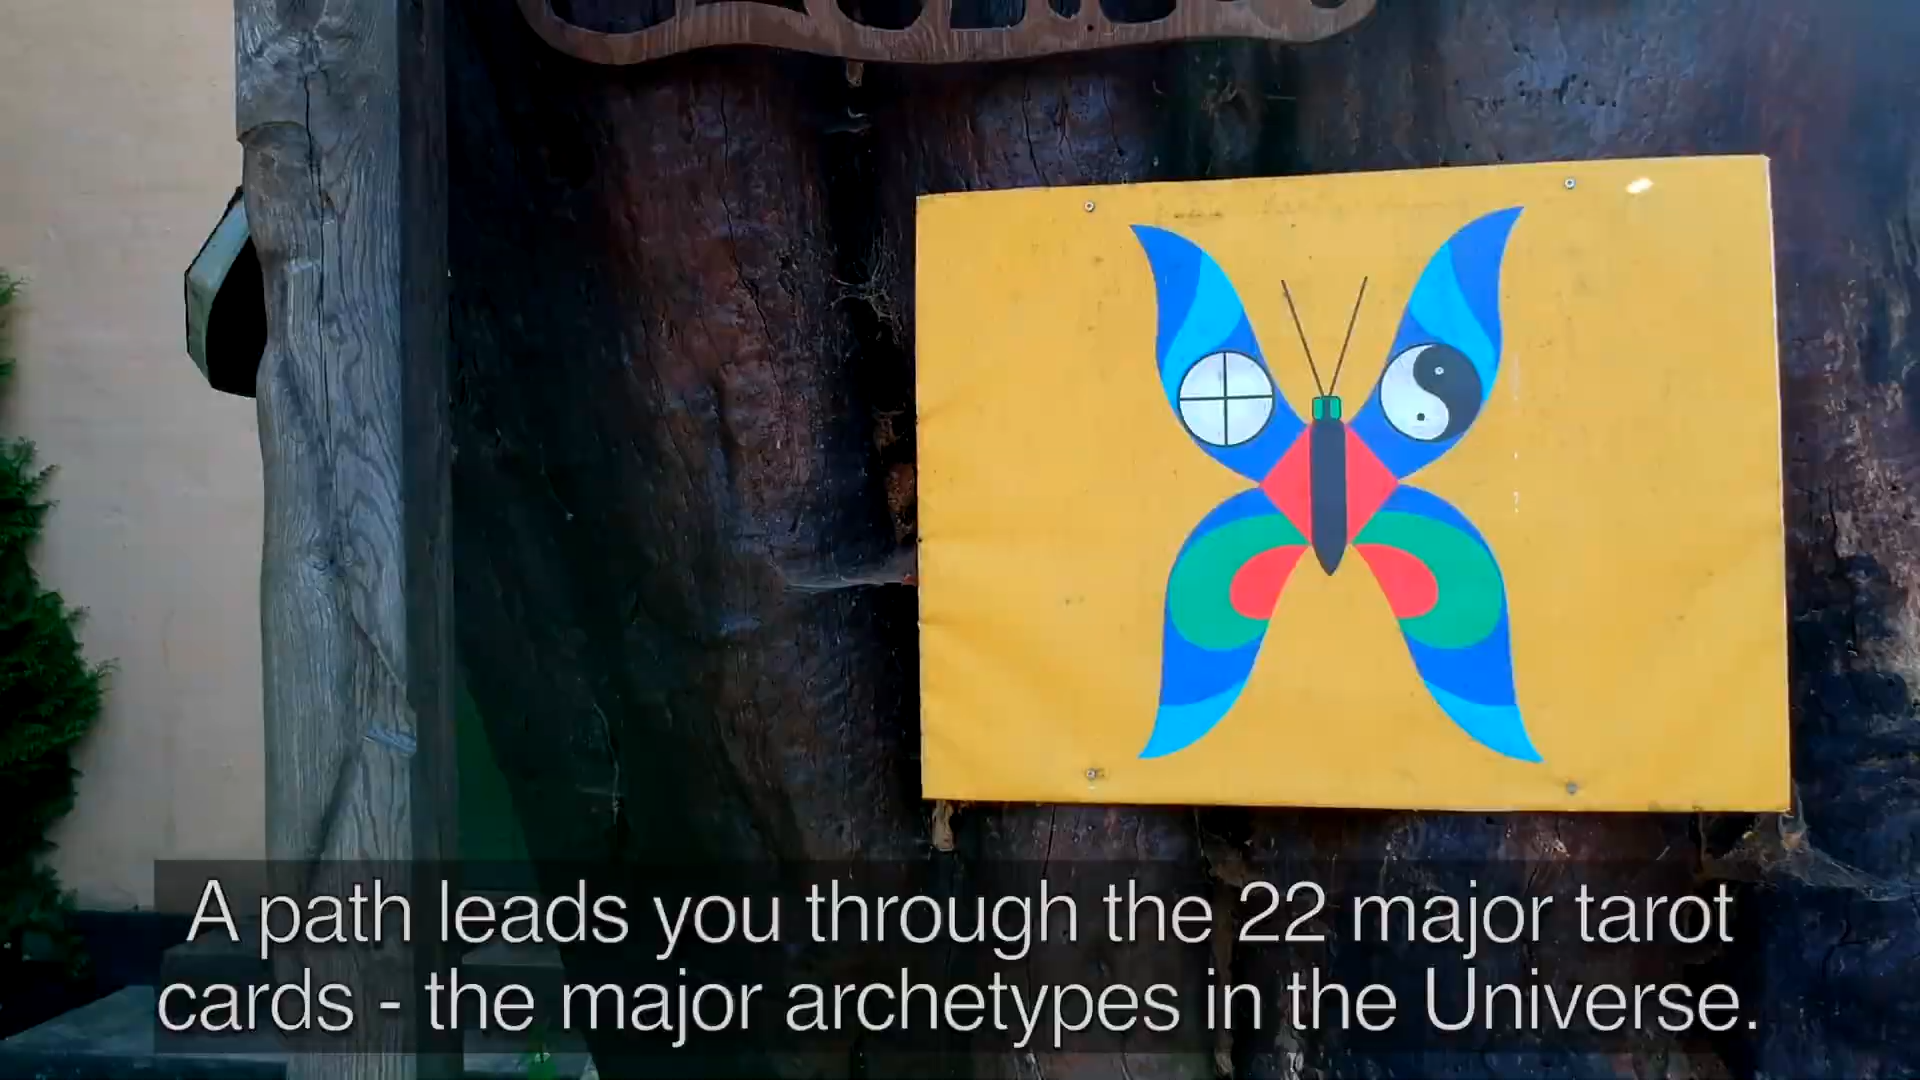 A path leads you through the 22 major tarot
cards - the major archetypes in the Universe.